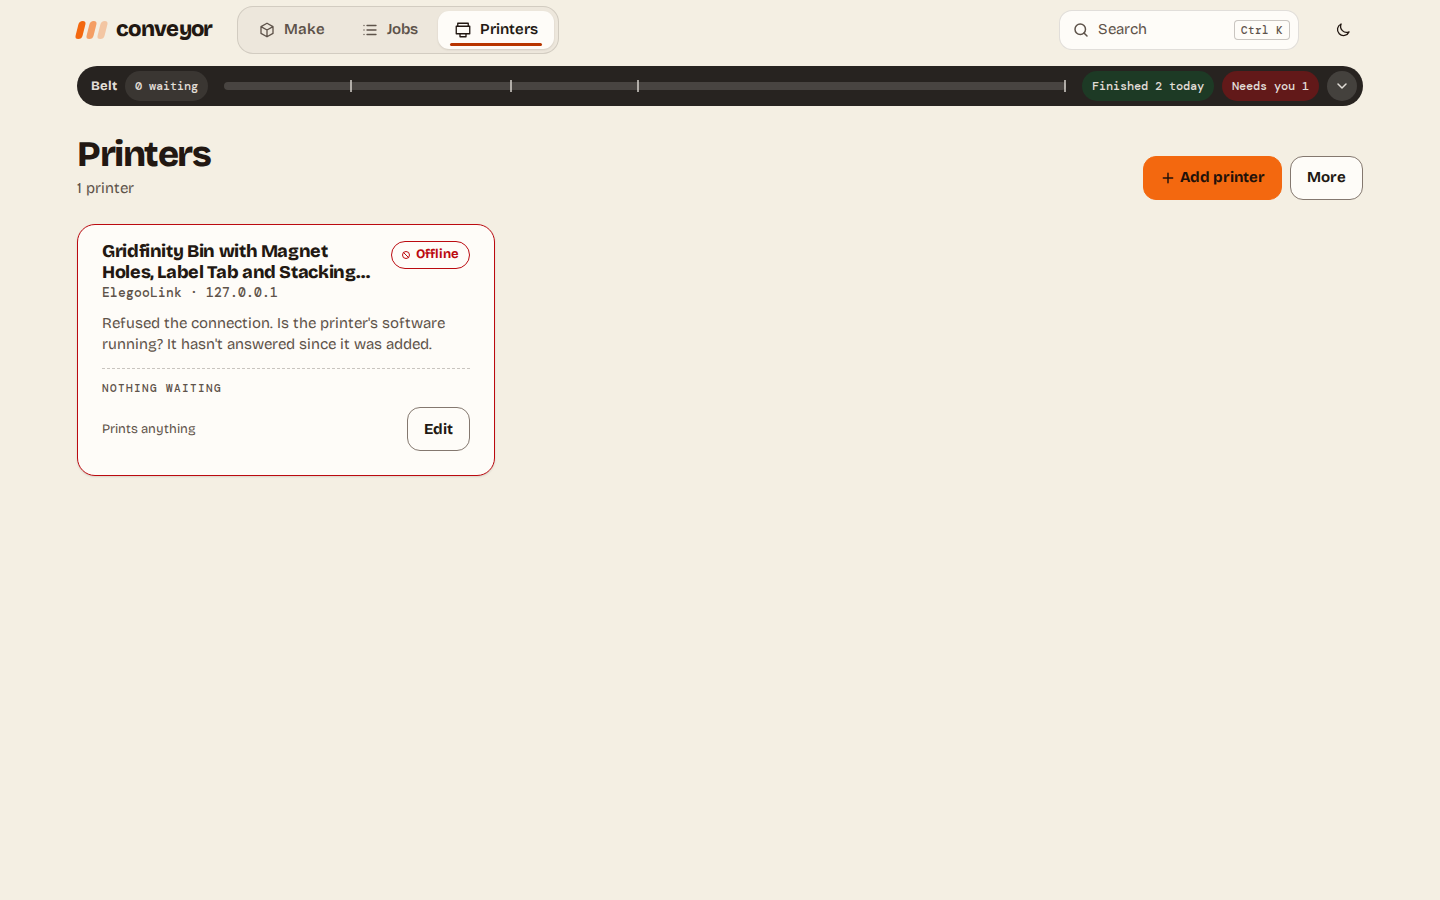 conveyor
Make
Jobs
Printers
Search
Ctrl K
Belt
0 waiting
Finished 2 today
Needs you 1
Printers
1 printer
+ Add printer
More
Gridfinity Bin with Magnet
Holes, Label Tab and Stacking...
Offline
ElegooLink · 127.0.0.1
Refused the connection. Is the printer's software
running? It hasn't answered since it was added.
NOTHING WAITING
Prints anything
Edit